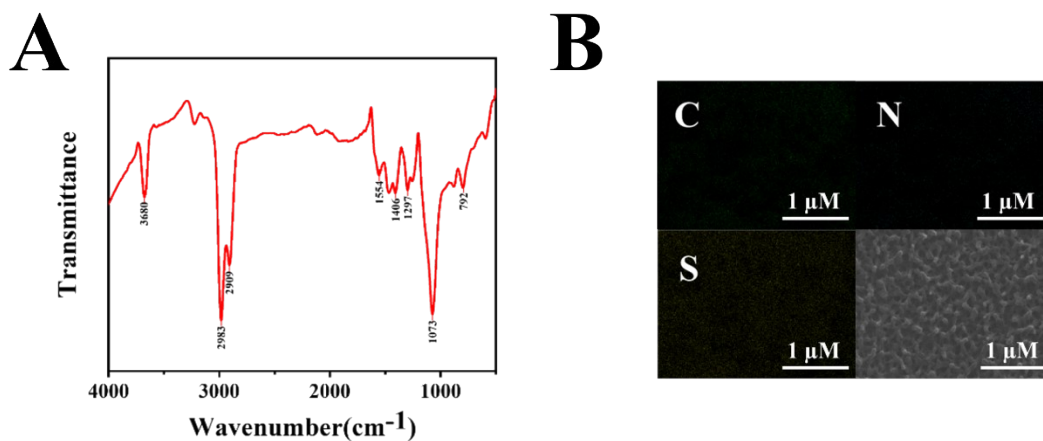 A
B
Transmittance
3680
2983
2909
1554
1406
1297
1073
792
4000
3000
2000
1000
Wavenumber(cm-1)
C
1 μM
N
1 μM
S
1 μM
1 μM